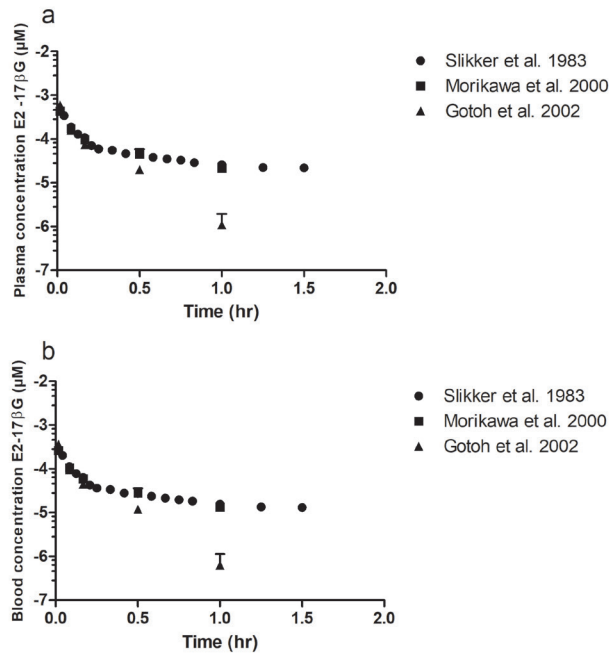 a
Plasma concentration E2 -17βG (µM)
-2
-3
-4
-5
-6
-7
0.0 0.5 1.0 1.5 2.0
Time (hr)
Slikker et al. 1983
Morikawa et al. 2000
Gotoh et al. 2002
b
Blood concentration E2-17βG (µM)
-2
-3
-4
-5
-6
-7
0.0 0.5 1.0 1.5 2.0
Time (hr)
Slikker et al. 1983
Morikawa et al. 2000
Gotoh et al. 2002